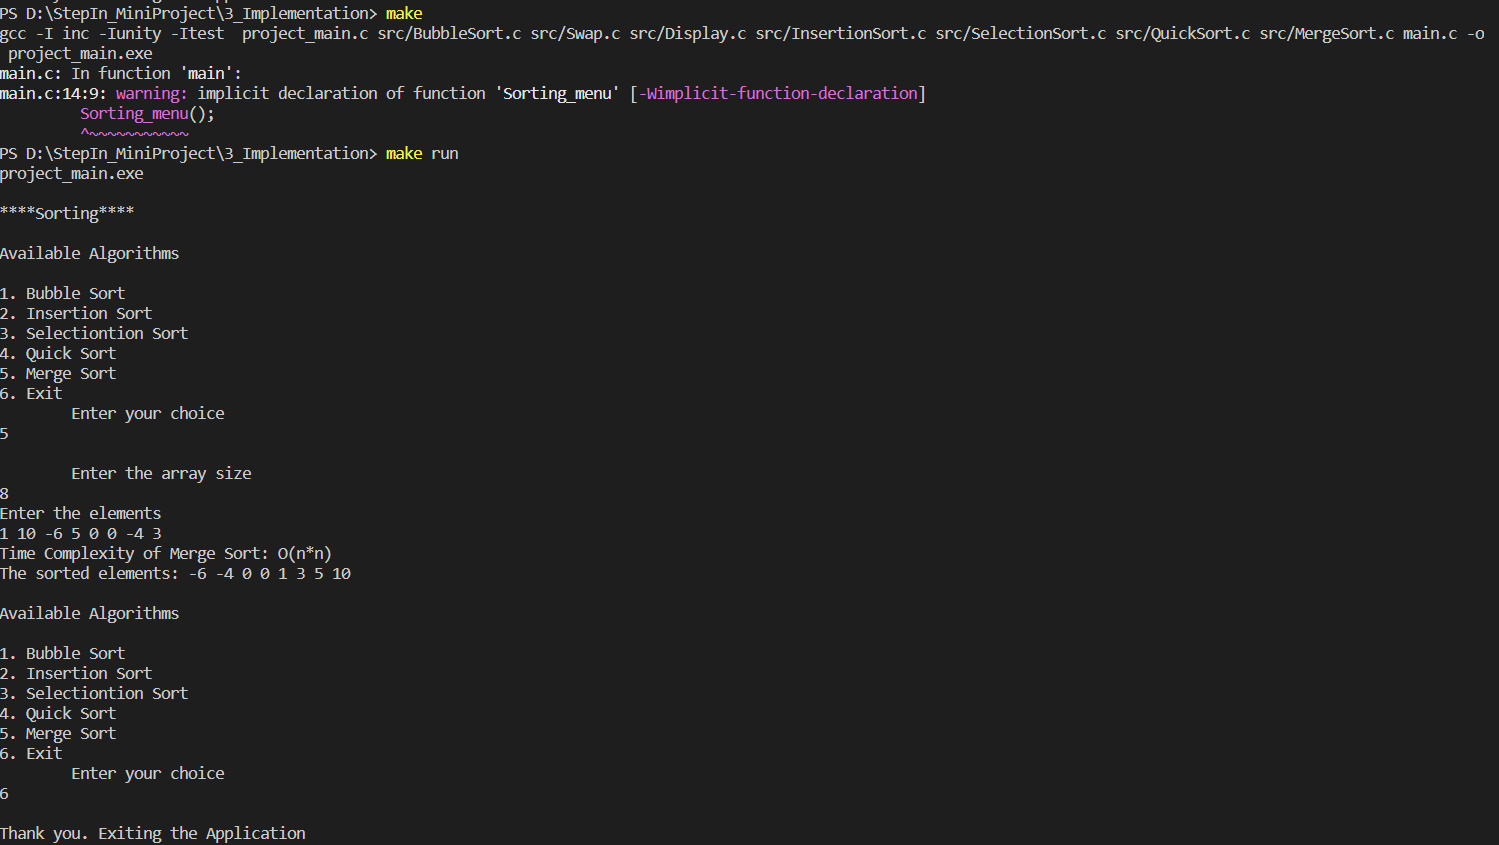 PS D:\StepIn_MiniProject\3_Implementation> make
gcc -I inc -Iunity -Itest  project_main.c src/BubbleSort.c src/Swap.c src/Display.c src/InsertionSort.c src/SelectionSort.c src/QuickSort.c src/MergeSort.c main.c -o
 project_main.exe
main.c: In function 'main':
main.c:14:9: warning: implicit declaration of function 'Sorting_menu' [-Wimplicit-function-declaration]
         Sorting_menu();
         ^~~~~~~~~~~~
PS D:\StepIn_MiniProject\3_Implementation> make run
project_main.exe
****Sorting****
Available Algorithms
1. Bubble Sort
2. Insertion Sort
3. Selectiontion Sort
4. Quick Sort
5. Merge Sort
6. Exit
        Enter your choice
5
        Enter the array size
8
Enter the elements
1 10 -6 5 0 0 -4 3
Time Complexity of Merge Sort: O(n*n)
The sorted elements: -6 -4 0 0 1 3 5 10
Available Algorithms
1. Bubble Sort
2. Insertion Sort
3. Selectiontion Sort
4. Quick Sort
5. Merge Sort
6. Exit
        Enter your choice
6
Thank you. Exiting the Application